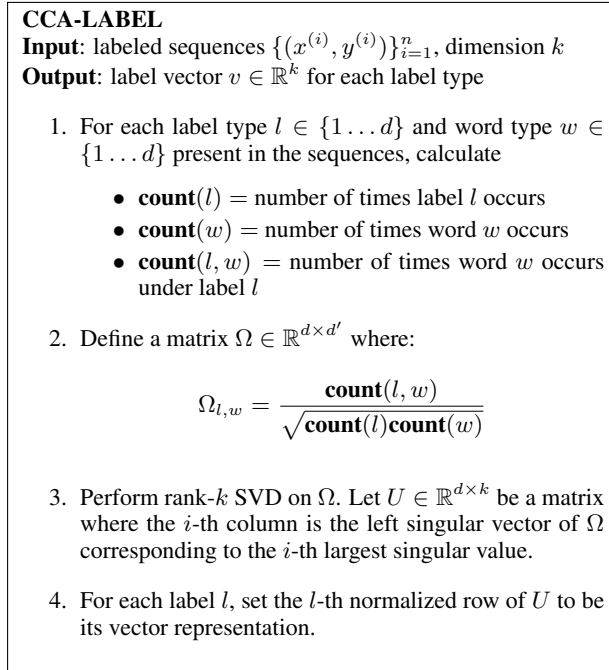 CCA-LABEL
Input: labeled sequences {(x^{(i)}, y^{(i)})}_{i=1}^{n}, dimension k
Output: label vector v ∈ ℝ^k for each label type
1. For each label type l ∈ {1 . . . d} and word type w ∈
{1 . . . d} present in the sequences, calculate
• count(l) = number of times label l occurs
• count(w) = number of times word w occurs
• count(l, w) = number of times word w occurs
under label l
2. Define a matrix Ω ∈ ℝ^{d×d′} where:
Ω_{l,w} = count(l, w) / √(count(l)count(w))
3. Perform rank-k SVD on Ω. Let U ∈ ℝ^{d×k} be a matrix
where the i-th column is the left singular vector of Ω
corresponding to the i-th largest singular value.
4. For each label l, set the l-th normalized row of U to be
its vector representation.